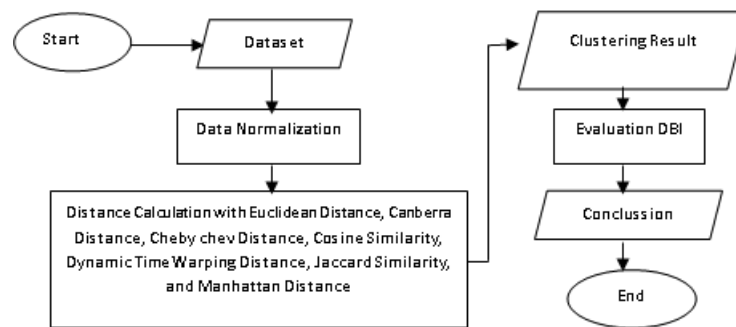 Start
Dataset
Data Normalization
Distance Calculation with Euclidean Distance, Canberra
Distance, Cheby chev Distance, Cosine Similarity,
Dynamic Time Warping Distance, Jaccard Similarity,
and Manhattan Distance
Clustering Result
Evaluation DBI
Conclussion
End